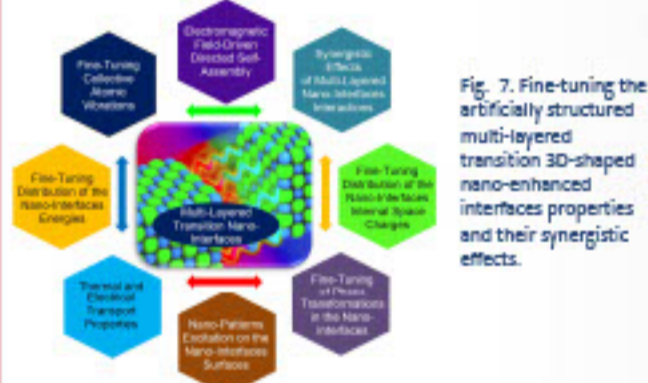 Electromagnetic
Field-Driven
Directed Self-
Assembly
Fine-Tuning
Collective
Atomic
Vibrations
Synergistic
Effects
of Multi-Layered
Nano-Interfaces
Interactions
Fine-Tuning
Distribution of the
Nano-Interfaces
Energies
Multi-Layered
Transition Nano-
Interfaces
Fine-Tuning
Distribution of the
Nano-Interfaces
Internal Space
Charges
Thermal and
Electrical
Transport
Properties
Nano-Patterns
Excitation on the
Nano-Interfaces
Surfaces
Fine-Tuning
of Phase
Transformations
in the Nano-
Interfaces
Fig. 7. Fine-tuning the
artificially structured
multi-layered
transition 3D-shaped
nano-enhanced
interfaces properties
and their synergistic
effects.